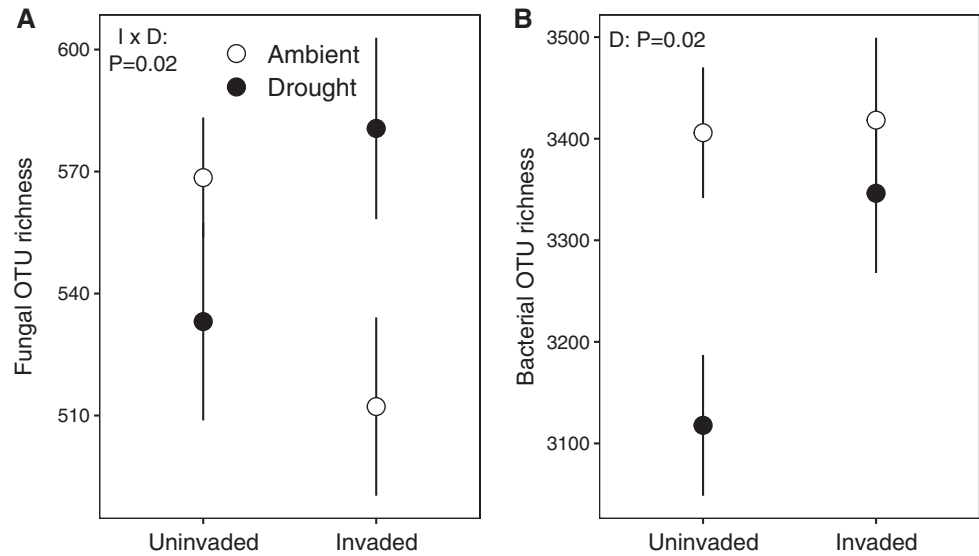 A
I x D:
P=0.02
Ambient
Drought
600
570
540
510
Fungal OTU richness
Uninvaded
Invaded
B
D: P=0.02
3500
3400
3300
3200
3100
Bacterial OTU richness
Uninvaded
Invaded